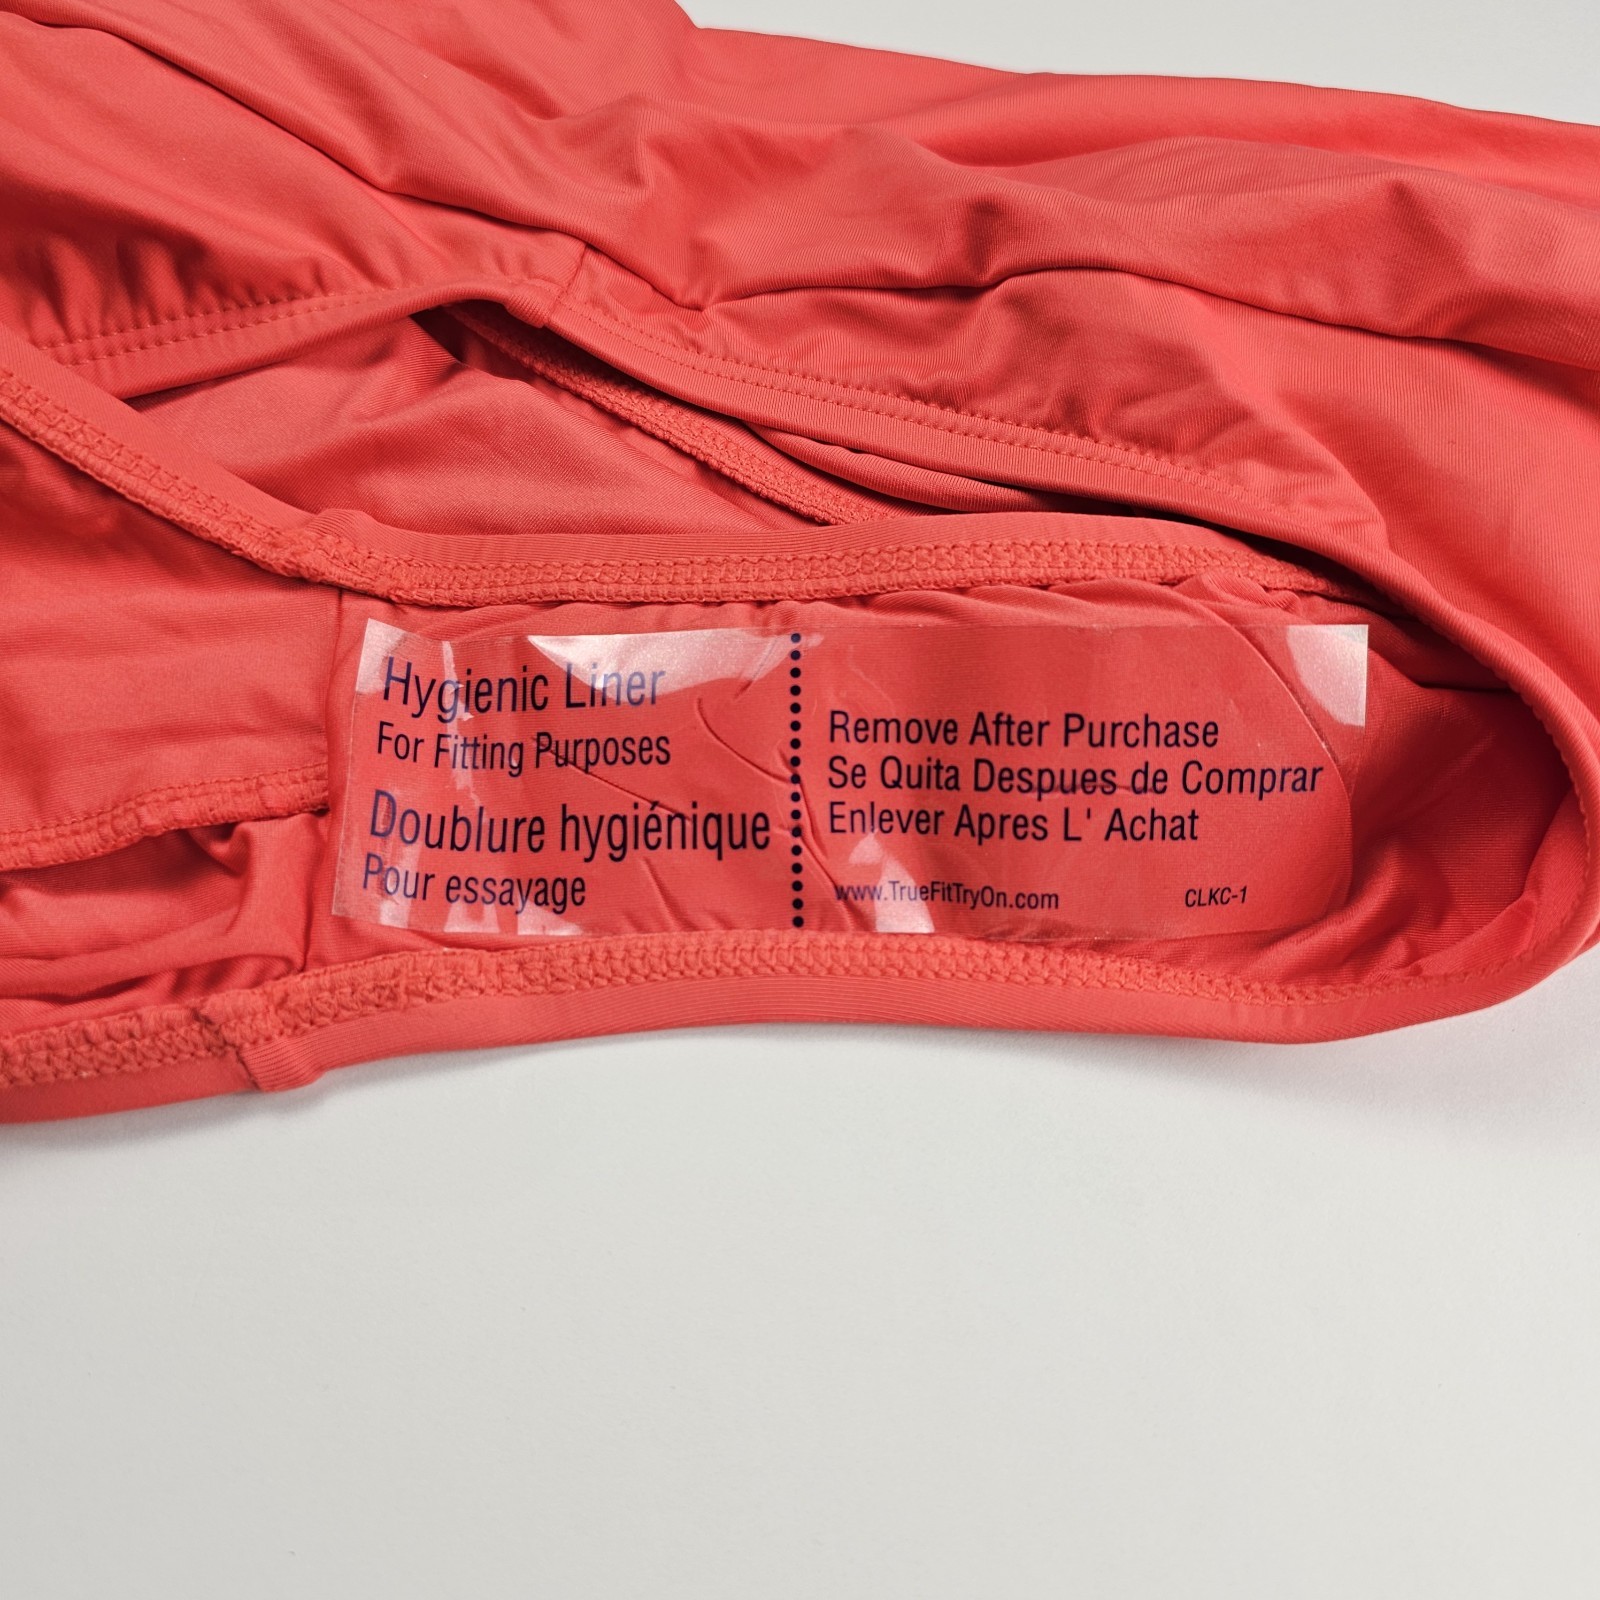 Hygienic Liner
For Fitting Purposes
Doublure hygiénique
Pour essayage
Remove After Purchase
Se Quita Despues de Comprar
Enlever Apres L' Achat
www.TrueFitTryOn.com
CLKC-1